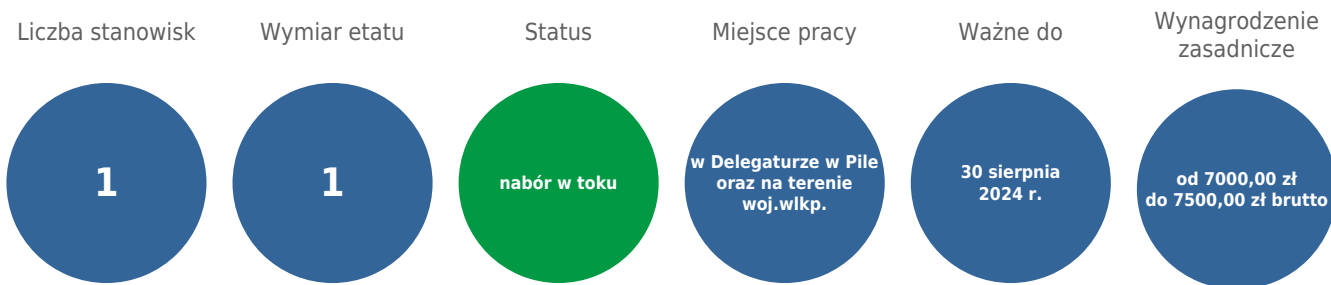 Liczba stanowisk
1
Wymiar etatu
1
Status
nabór w toku
Miejsce pracy
w Delegaturze w Pile
oraz na terenie
woj.wlkp.
Ważne do
30 sierpnia
2024 r.
Wynagrodzenie
zasadnicze
od 7000,00 zł
do 7500,00 zł brutto